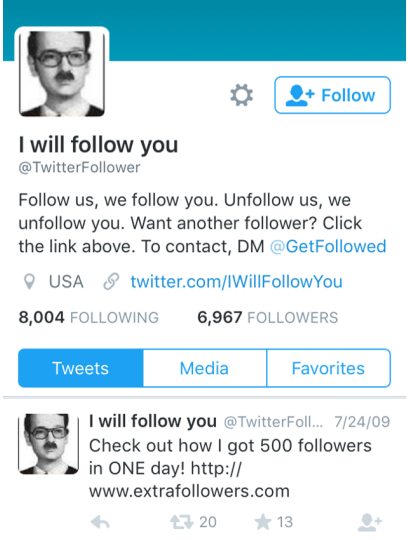 Follow
I will follow you
@TwitterFollower
Follow us, we follow you. Unfollow us, we
unfollow you. Want another follower? Click
the link above. To contact, DM @GetFollowed
USA twitter.com/IWillFollowYou
8,004 FOLLOWING 6,967 FOLLOWERS
Tweets Media Favorites
I will follow you @TwitterFoll... 7/24/09
Check out how I got 500 followers
in ONE day! http://
www.extrafollowers.com
20 13